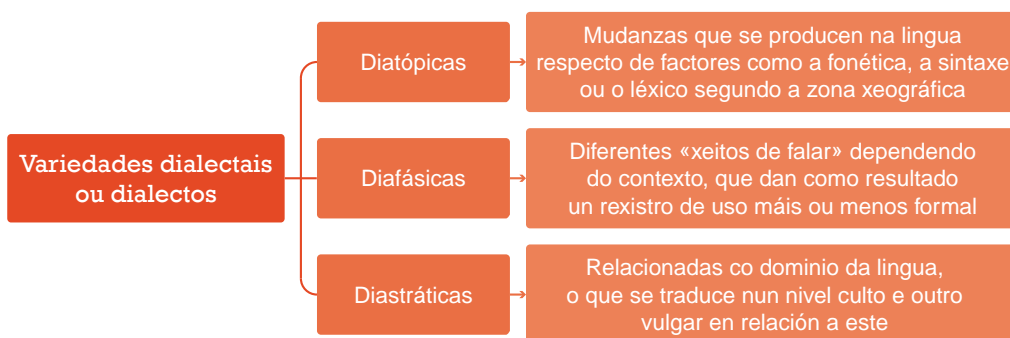 Variedades dialectais
ou dialectos
Diatópicas
Mudanzas que se producen na lingua
respecto de factores como a fonética, a sintaxe
ou o léxico segundo a zona xeográfica
Diafásicas
Diferentes «xeitos de falar» dependendo
do contexto, que dan como resultado
un rexistro de uso máis ou menos formal
Diastráticas
Relacionadas co dominio da lingua,
o que se traduce nun nivel culto e outro
vulgar en relación a este